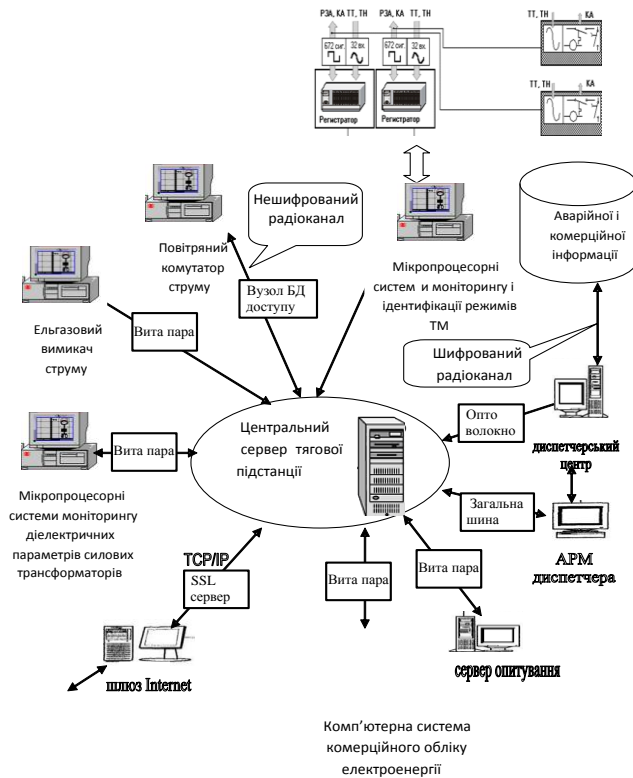 РЗА, КА ТТ, ТН РЗА, КА ТТ, ТН
ТТ, ТН КА
672 сиг. 32 вх. 672 сиг. 32 вх.
Регистратор Регистратор
ТТ, ТН КА
Нешифрований
радіоканал
Аварійної і
комерційної
інформації
Повітряний
комутатор
струму
Вузол БД
доступу
Мікропроцесорні
систем и моніторингу і
ідентифікації режимів
ТМ
Ельгазовий
вимикач
струму
Вита пара
Шифрований
радіоканал
Центральний
сервер тягової
підстанції
Опто
волокно
диспетчерський
центр
Вита пара
Мікропроцесорні
системи моніторингу
діелектричних
параметрів силових
трансформаторів
Загальна
шина
АРМ
диспетчера
TCP/IP
SSL
сервер
Вита пара
Вита пара
шлюз Internet
сервер опитування
Комп’ютерна система
комерційного обліку
електроенергії